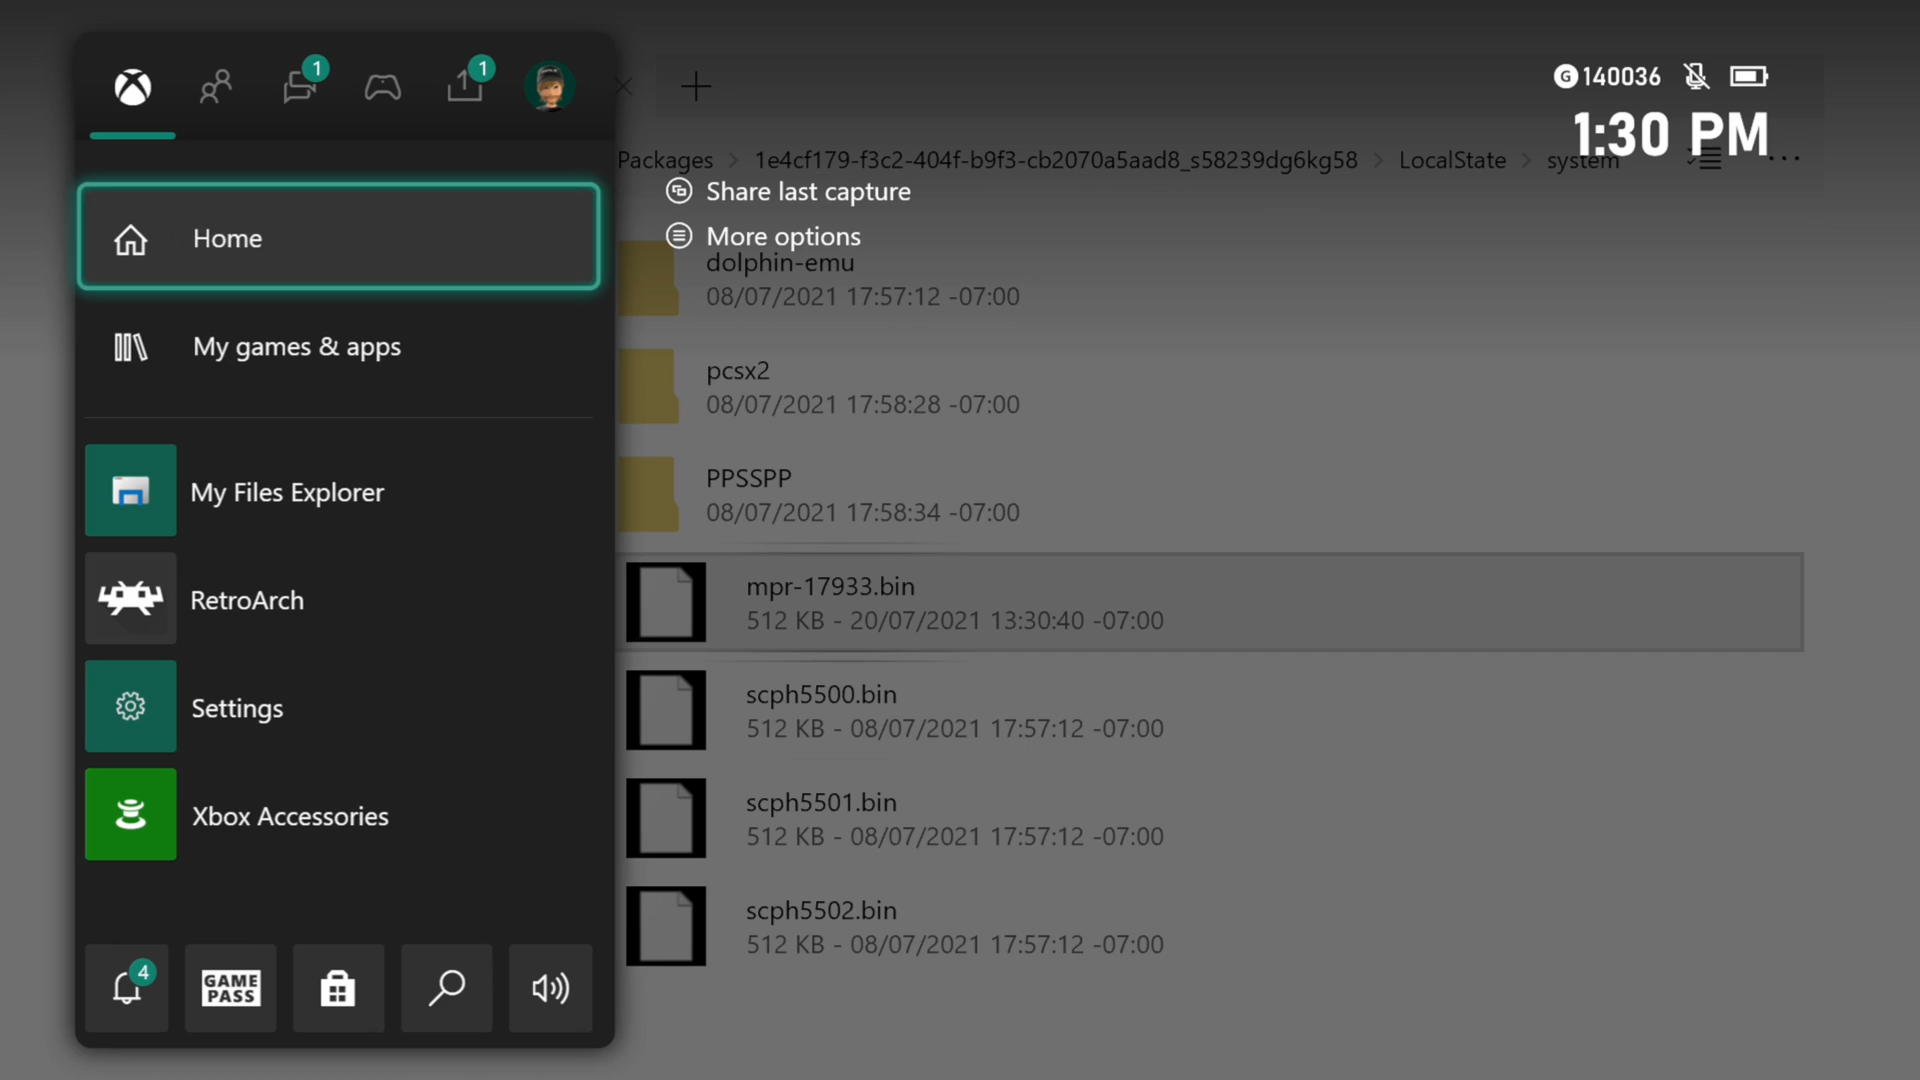 1
1
G 140036
1:30 PM
Packages > 1e4cf179-f3c2-404f-b9f3-cb2070a5aad8_s58239dg6kg58 > LocalState > system
Share last capture
More options
Home
My games & apps
My Files Explorer
RetroArch
Settings
Xbox Accessories
4
GAME
PASS
dolphin-emu
08/07/2021 17:57:12 -07:00
pcsx2
08/07/2021 17:58:28 -07:00
PPSSPP
08/07/2021 17:58:34 -07:00
mpr-17933.bin
512 KB - 20/07/2021 13:30:40 -07:00
scph5500.bin
512 KB - 08/07/2021 17:57:12 -07:00
scph5501.bin
512 KB - 08/07/2021 17:57:12 -07:00
scph5502.bin
512 KB - 08/07/2021 17:57:12 -07:00